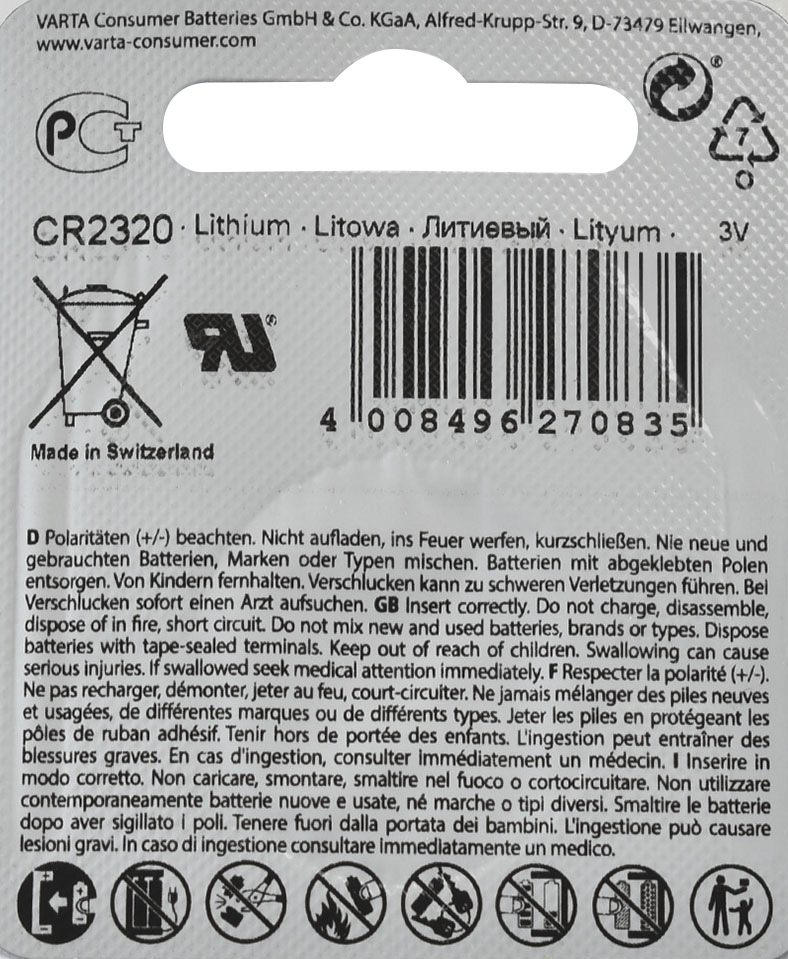 VARTA Consumer Batteries GmbH & Co. KGaA, Alfred-Krupp-Str. 9, D-73479 Ellwangen,
www.varta-consumer.com
PCT
®
7
O
CR2320 · Lithium · Litowa · Литиевый · Lityum · 3V
RU®
4 008496 270835
Made in Switzerland
D Polaritäten (+/-) beachten. Nicht aufladen, ins Feuer werfen, kurzschließen. Nie neue und
gebrauchten Batterien, Marken oder Typen mischen. Batterien mit abgeklebten Polen
entsorgen. Von Kindern fernhalten. Verschlucken kann zu schweren Verletzungen führen. Bei
Verschlucken sofort einen Arzt aufsuchen. GB Insert correctly. Do not charge, disassemble,
dispose of in fire, short circuit. Do not mix new and used batteries, brands or types. Dispose
batteries with tape-sealed terminals. Keep out of reach of children. Swallowing can cause
serious injuries. If swallowed seek medical attention immediately. F Respecter la polarité (+/-).
Ne pas recharger, démonter, jeter au feu, court-circuiter. Ne jamais mélanger des piles neuves
et usagées, de différentes marques ou de différents types. Jeter les piles en protégeant les
pôles de ruban adhésif. Tenir hors de portée des enfants. L'ingestion peut entraîner des
blessures graves. En cas d'ingestion, consulter immédiatement un médecin. I Inserire in
modo corretto. Non caricare, smontare, smaltire nel fuoco o cortocircuitare. Non utilizzare
contemporaneamente batterie nuove e usate, né marche o tipi diversi. Smaltire le batterie
dopo aver sigillato i poli. Tenere fuori dalla portata dei bambini. L'ingestione può causare
lesioni gravi. In caso di ingestione consultare immediatamente un medico.